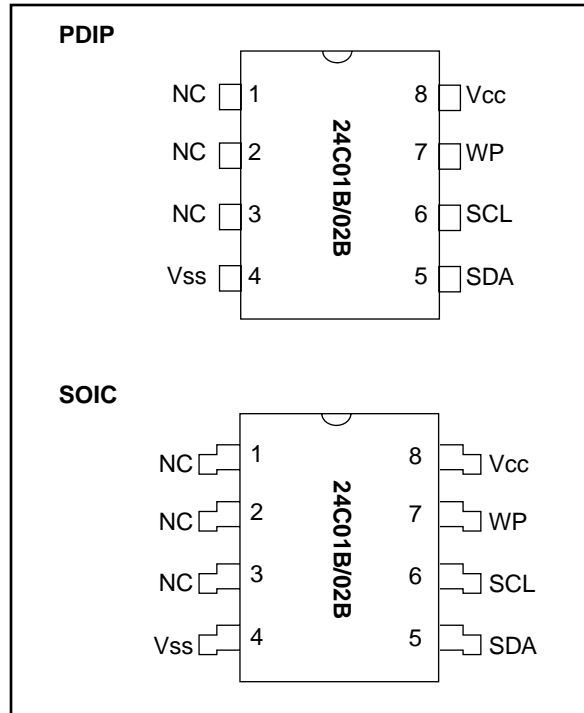 PDIP
NC 1 8 Vcc
NC 2 7 WP
NC 3 6 SCL
Vss 4 5 SDA
24C01B/02B
SOIC
NC 1 8 Vcc
NC 2 7 WP
NC 3 6 SCL
Vss 4 5 SDA
24C01B/02B